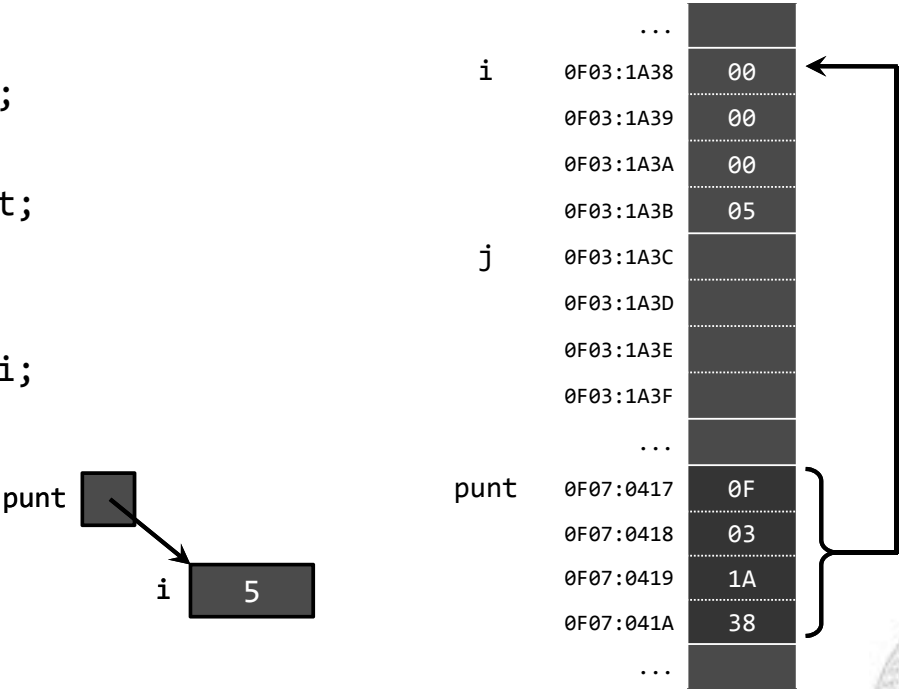 ...
i 0F03:1A38 00
;
0F03:1A39 00
0F03:1A3A 00
t;
0F03:1A3B 05
j 0F03:1A3C
0F03:1A3D
0F03:1A3E
i;
0F03:1A3F
...
punt
punt 0F07:0417 0F
0F07:0418 03
0F07:0419 1A
i 5
0F07:041A 38
...